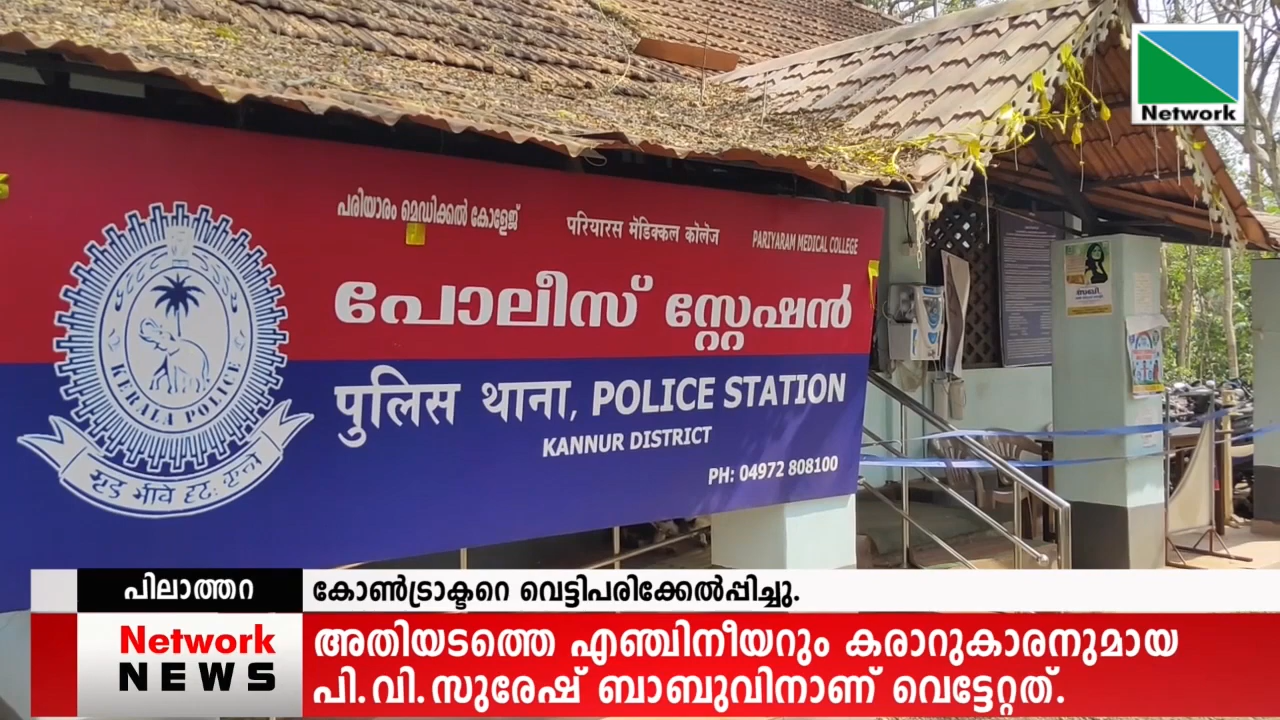 Network
പരിയാരം മെഡിക്കൽ കോളേജ് परियारस मेडिक्कल कॉलेज PARIYARAM MEDICAL COLLEGE
പോലീസ് സ്റ്റേഷൻ
पुलिस थाना, POLICE STATION
KANNUR DISTRICT
PH: 04972 808100
KERALA POLICE
പിലാത്തറ കോൺട്രാക്ടറെ വെട്ടിപരിക്കേൽപ്പിച്ചു.
Network NEWS
അതിയടത്തെ എഞ്ചിനീയറും കരാറുകാരനുമായ
പി.വി.സുരേഷ് ബാബുവിനാണ് വെട്ടേറ്റത്.